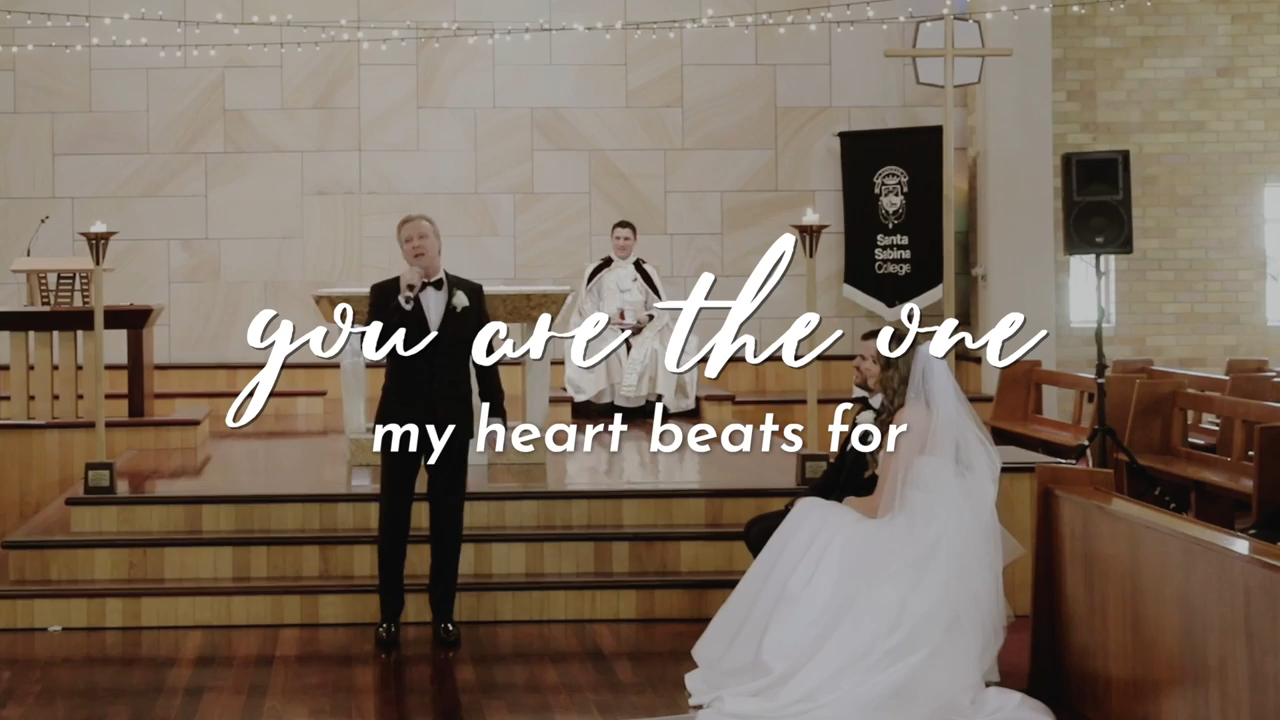 Santa
Sabina
College
you are the one
my heart beats for